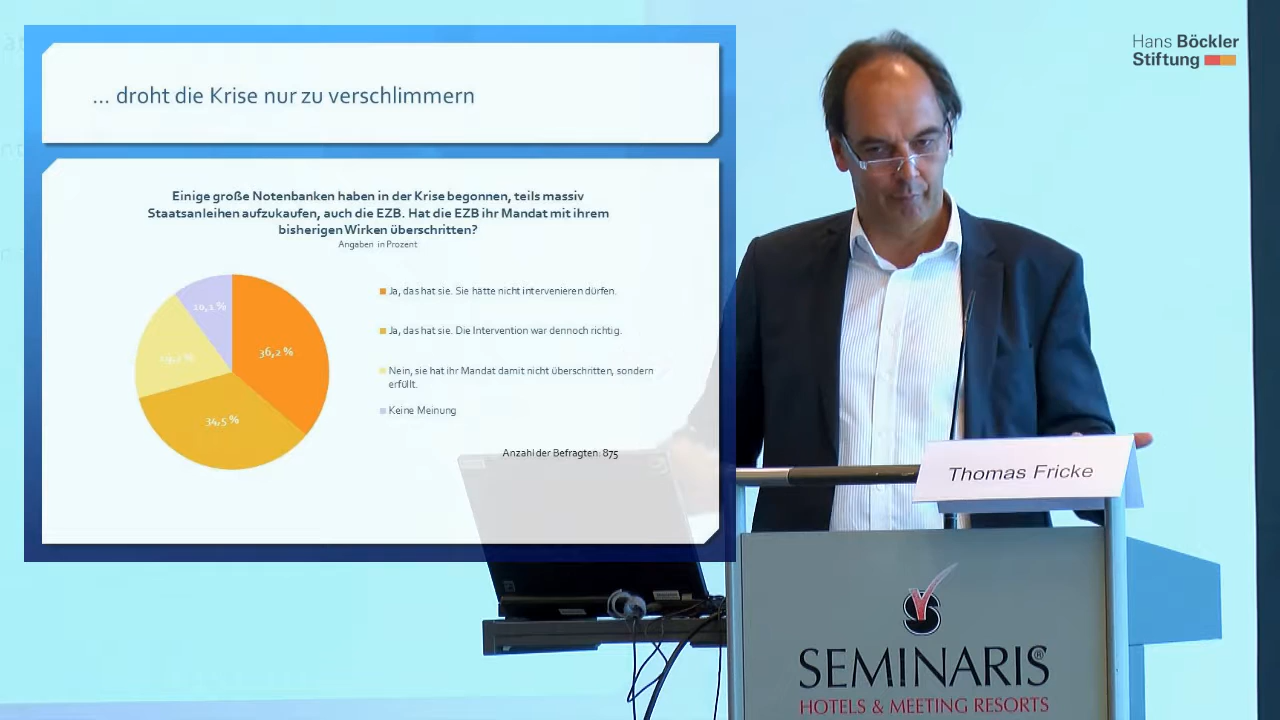 ... droht die Krise nur zu verschlimmern
Einige große Notenbanken haben in der Krise begonnen, teils massiv
Staatsanleihen aufzukaufen, auch die EZB. Hat die EZB ihr Mandat mit ihrem
bisherigen Wirken überschritten?
Angaben in Prozent
36,2 %
34,5 %
Ja, das hat sie. Sie hätte nicht intervenieren dürfen.
Ja, das hat sie. Die Intervention war dennoch richtig.
Nein, sie hat ihr Mandat damit nicht überschritten, sondern
erfüllt.
Keine Meinung
Anzahl der Befragten: 875
Hans Böckler
Stiftung
Thomas Fricke
SEMINARIS®
HOTELS & MEETING RESORTS